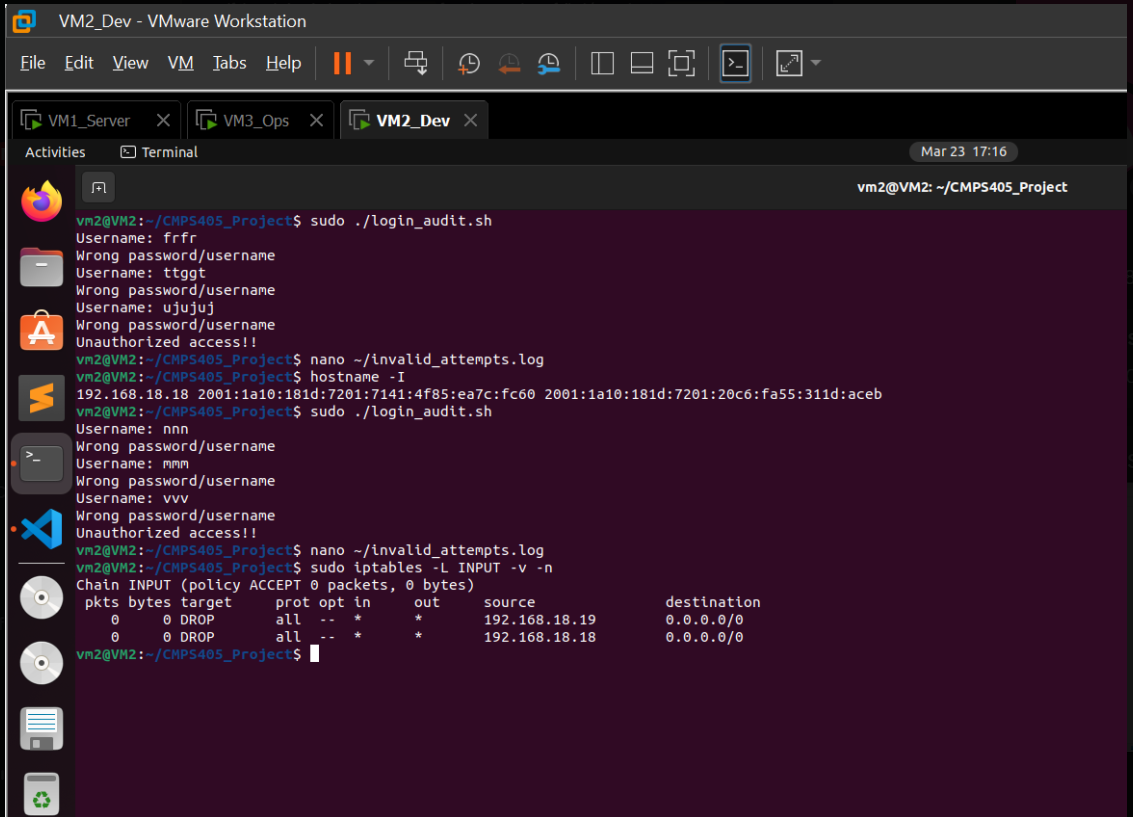 VM2_Dev - VMware Workstation
File Edit View VM Tabs Help
VM1_Server VM3_Ops VM2_Dev
Activities Terminal Mar 23 17:16
vm2@VM2: ~/CMPS405_Project
vm2@VM2:~/CMPS405_Project$ sudo ./login_audit.sh
Username: frfr
Wrong password/username
Username: ttggt
Wrong password/username
Username: ujujuj
Wrong password/username
Unauthorized access!!
vm2@VM2:~/CMPS405_Project$ nano ~/invalid_attempts.log
vm2@VM2:~/CMPS405_Project$ hostname -I
192.168.18.18 2001:1a10:181d:7201:7141:4f85:ea7c:fc60 2001:1a10:181d:7201:20c6:fa55:311d:aceb
vm2@VM2:~/CMPS405_Project$ sudo ./login_audit.sh
Username: nnn
Wrong password/username
Username: mmm
Wrong password/username
Username: vvv
Wrong password/username
Unauthorized access!!
vm2@VM2:~/CMPS405_Project$ nano ~/invalid_attempts.log
vm2@VM2:~/CMPS405_Project$ sudo iptables -L INPUT -v -n
Chain INPUT (policy ACCEPT 0 packets, 0 bytes)
pkts bytes target prot opt in out source destination
0 0 DROP all -- * * 192.168.18.19 0.0.0.0/0
0 0 DROP all -- * * 192.168.18.18 0.0.0.0/0
vm2@VM2:~/CMPS405_Project$